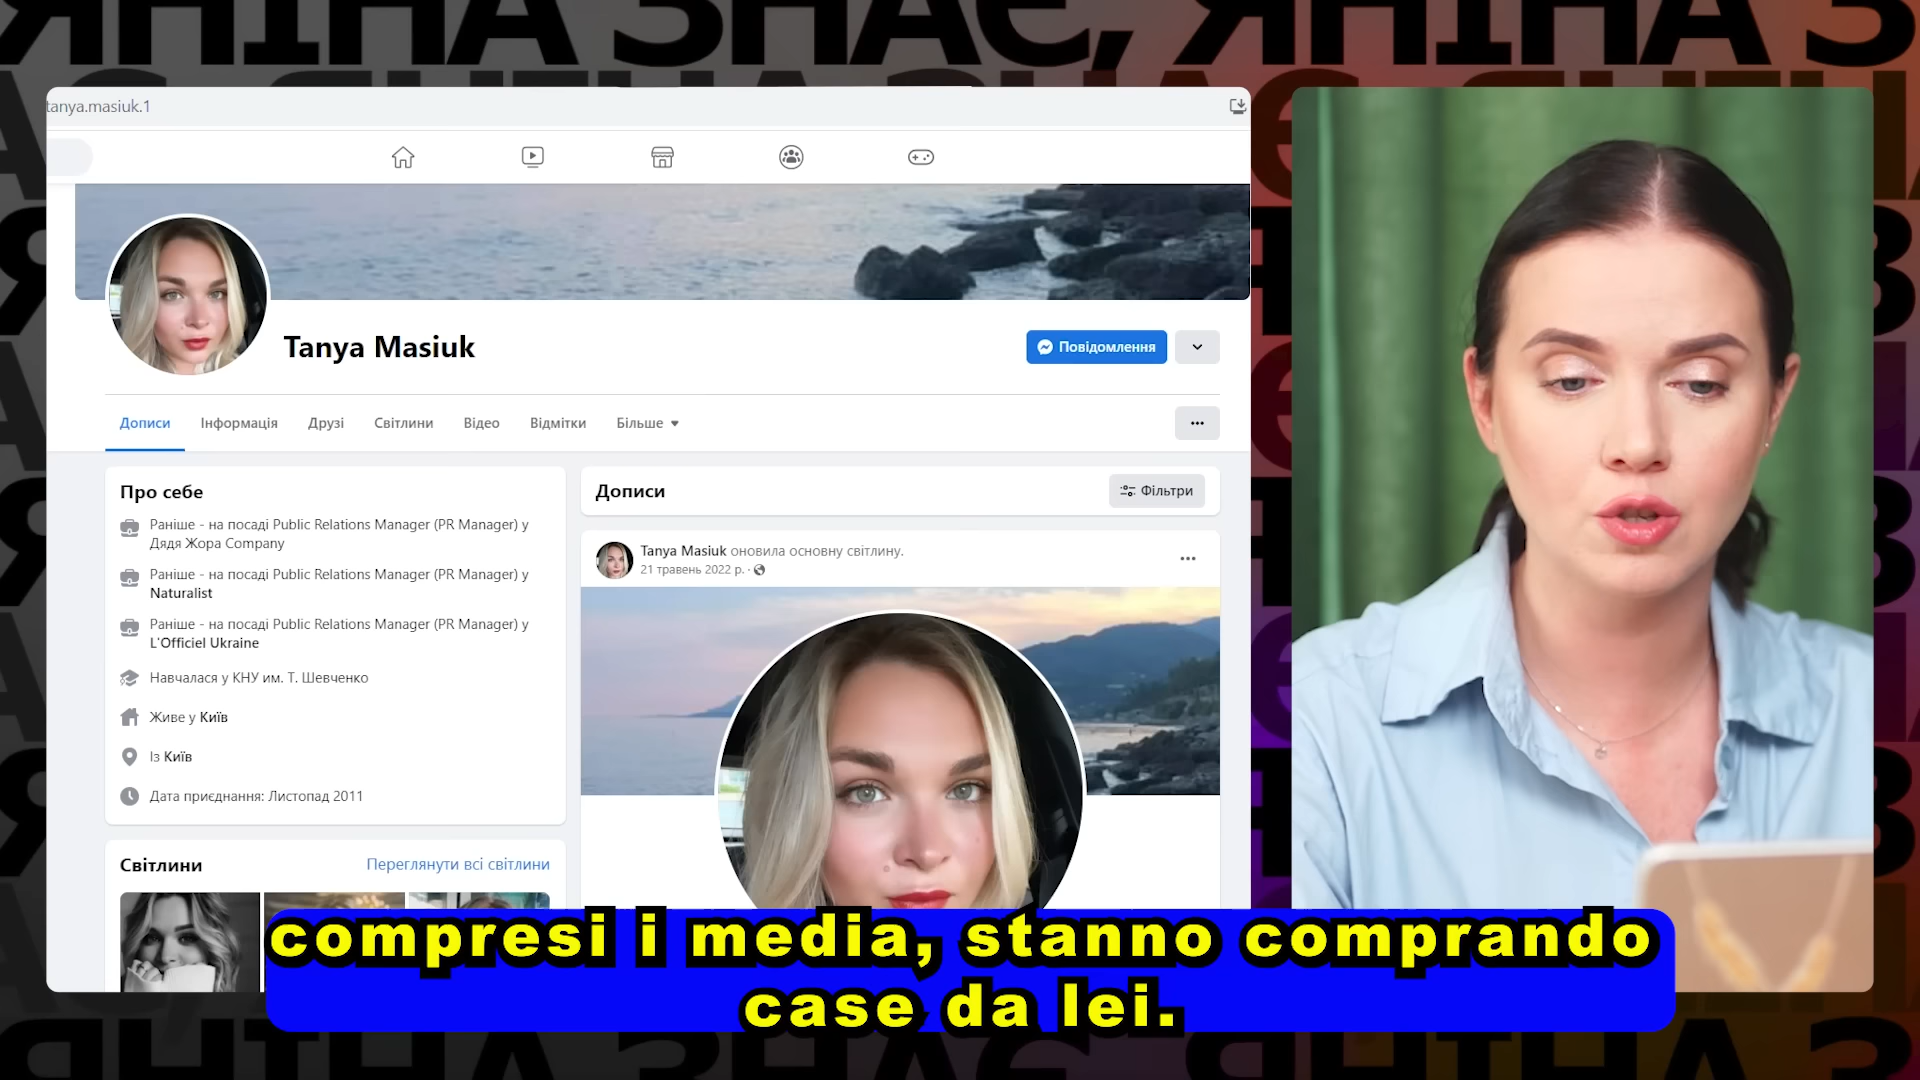 ЯНІНА ЗНАЄ, ЯНІНА З
tanya.masiuk.1
Tanya Masiuk
Повідомлення
Дописи Інформація Друзі Світлини Відео Відмітки Більше
Про себе
Раніше - на посаді Public Relations Manager (PR Manager) у
Дядя Жора Company
Раніше - на посаді Public Relations Manager (PR Manager) у
Naturalist
Раніше - на посаді Public Relations Manager (PR Manager) у
L'Officiel Ukraine
Навчалася у КНУ им. Т. Шевченко
Живе у Київ
Із Київ
Дата приєднання: Листопад 2011
Світлини
Переглянути всі світлини
Дописи
Фільтри
Tanya Masiuk оновила основну світлину.
21 травень 2022 р. ·
compresi i media, stanno comprando
case da lei.